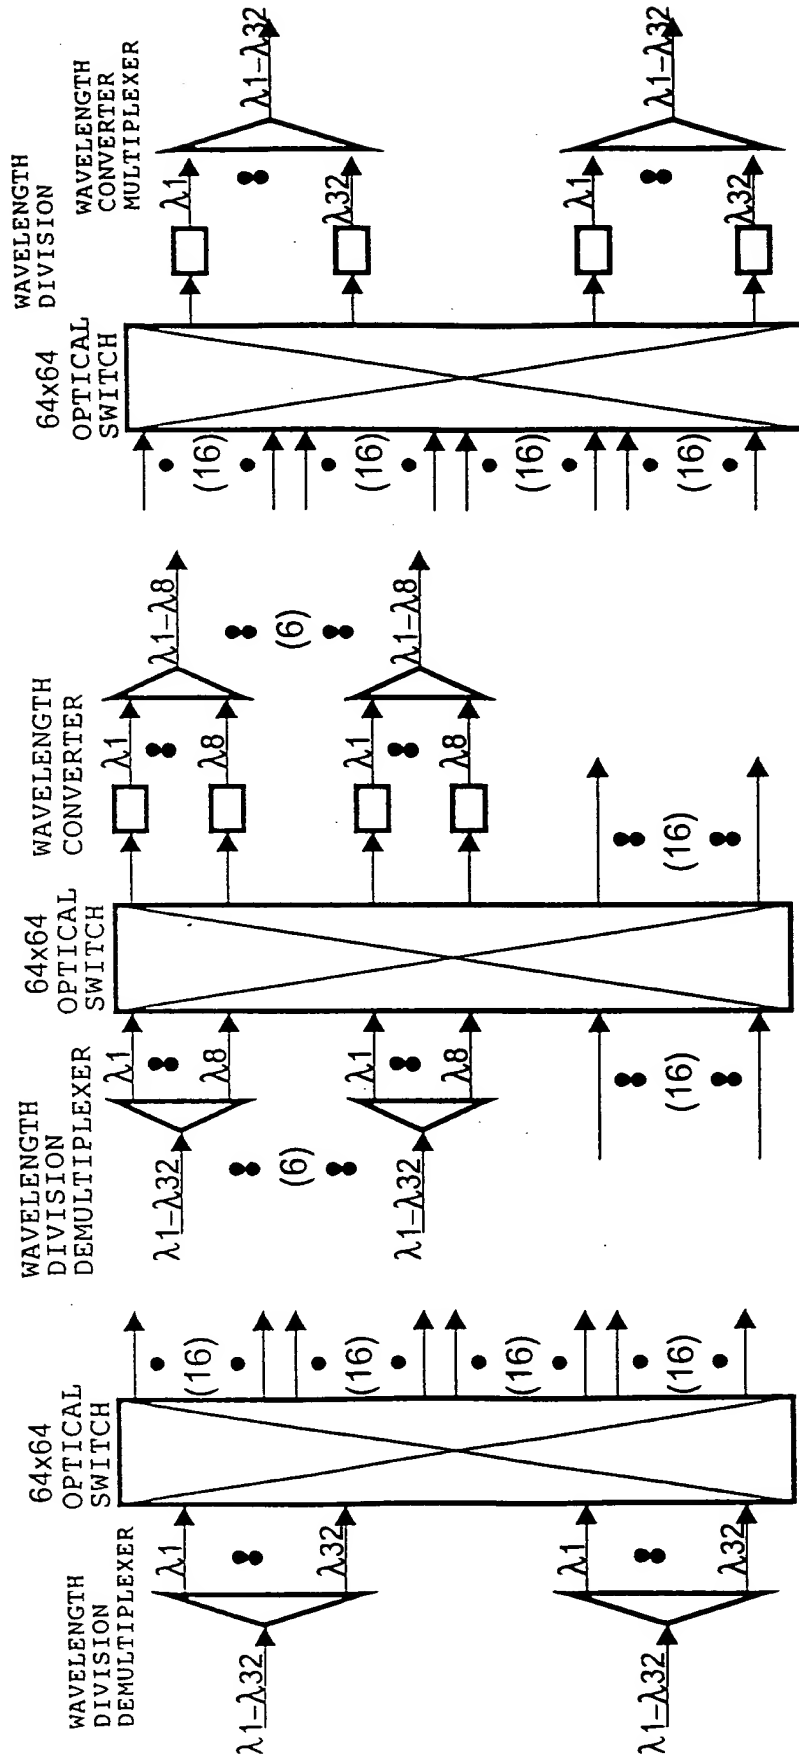 WAVELENGTH
DIVISION
DEMULTIPLEXER
64x64
OPTICAL
SWITCH
λ1–λ32
λ1
λ32
(16)
(16)
(16)
(16)
λ1–λ32
λ1
λ32
WAVELENGTH
DIVISION
DEMULTIPLEXER
64x64
OPTICAL
SWITCH
WAVELENGTH
CONVERTER
λ1–λ32
λ1
λ8
λ1
λ8
λ1–λ8
(6)
(6)
λ1–λ32
λ1
λ8
λ1
λ8
λ1–λ8
(16)
(16)
64x64
OPTICAL
SWITCH
WAVELENGTH
DIVISION
WAVELENGTH
CONVERTER
MULTIPLEXER
(16)
(16)
(16)
(16)
λ1
λ32
λ1–λ32
λ1
λ32
λ1–λ32